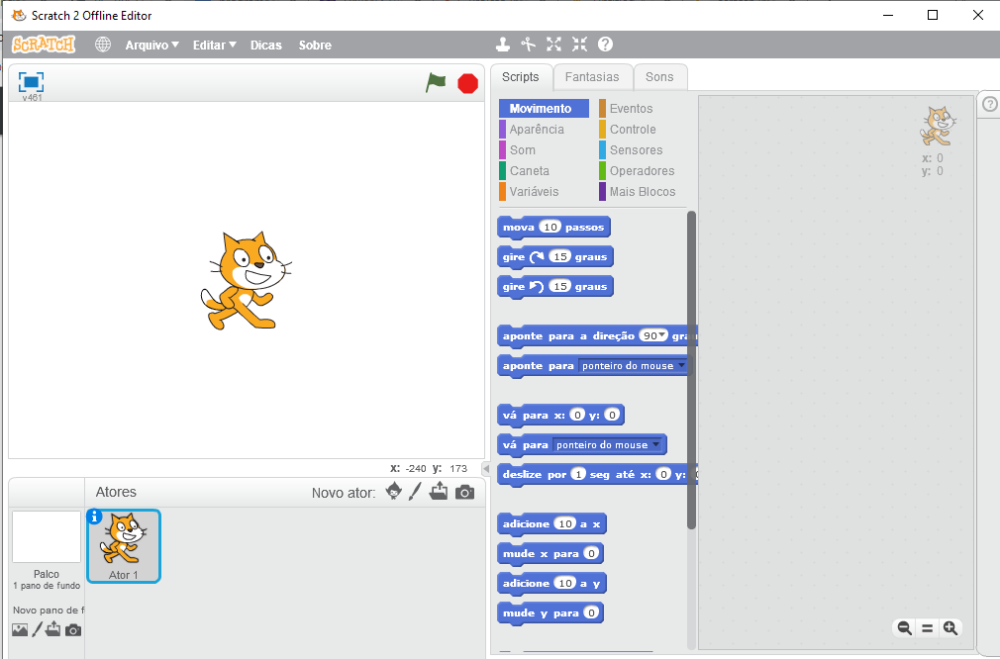 Scratch 2 Offline Editor
SCRATCH Arquivo Editar Dicas Sobre
v461
Scripts Fantasias Sons
Movimento Eventos
Aparência Controle
Som Sensores
Caneta Operadores
Variáveis Mais Blocos
x: 0
y: 0
mova 10 passos
gire 15 graus
gire 15 graus
aponte para a direção 90 gra
aponte para ponteiro do mouse
vá para x: 0 y: 0
vá para ponteiro do mouse
deslize por 1 seg até x: 0 y: 0
adicione 10 a x
mude x para 0
adicione 10 a y
mude y para 0
x: -240 y: 173
Atores Novo ator:
Palco
1 pano de fundo
Novo pano de f
Ator 1